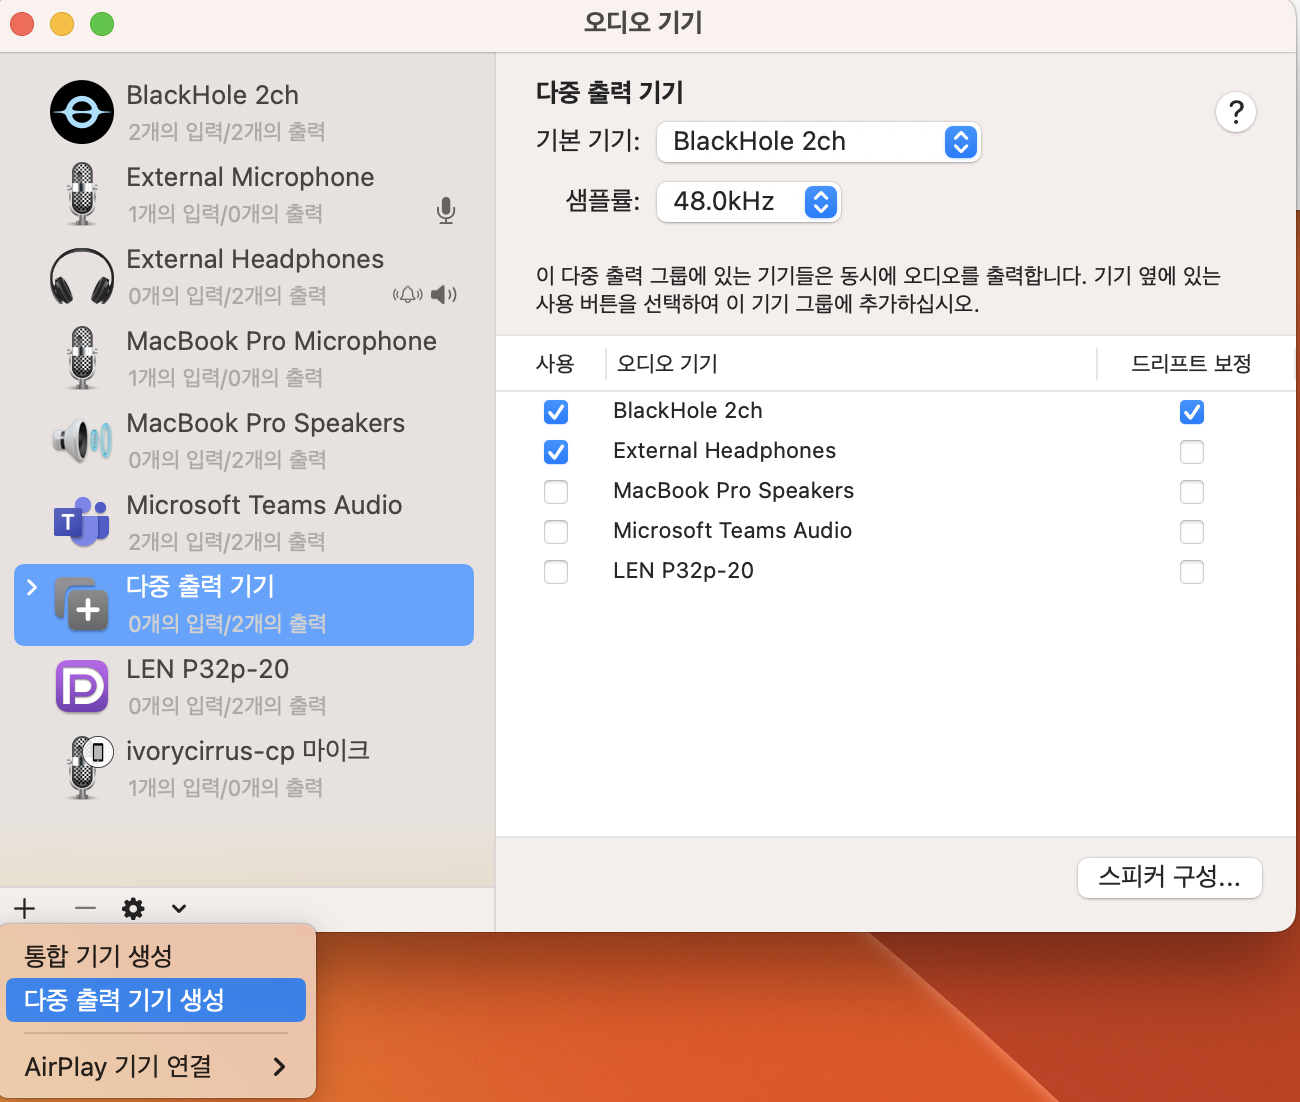 오디오 기기
BlackHole 2ch
2개의 입력/2개의 출력
External Microphone
1개의 입력/0개의 출력
External Headphones
0개의 입력/2개의 출력
MacBook Pro Microphone
1개의 입력/0개의 출력
MacBook Pro Speakers
0개의 입력/2개의 출력
T
Microsoft Teams Audio
2개의 입력/2개의 출력
다중 출력 기기
0개의 입력/2개의 출력
LEN P32p-20
0개의 입력/2개의 출력
ivorycirrus-cp 마이크
1개의 입력/0개의 출력
다중 출력 기기
?
기본 기기: BlackHole 2ch
샘플률: 48.0kHz
이 다중 출력 그룹에 있는 기기들은 동시에 오디오를 출력합니다. 기기 옆에 있는
사용 버튼을 선택하여 이 기기 그룹에 추가하십시오.
사용 오디오 기기 드리프트 보정
BlackHole 2ch
External Headphones
MacBook Pro Speakers
Microsoft Teams Audio
LEN P32p-20
스피커 구성...
통합 기기 생성
다중 출력 기기 생성
AirPlay 기기 연결